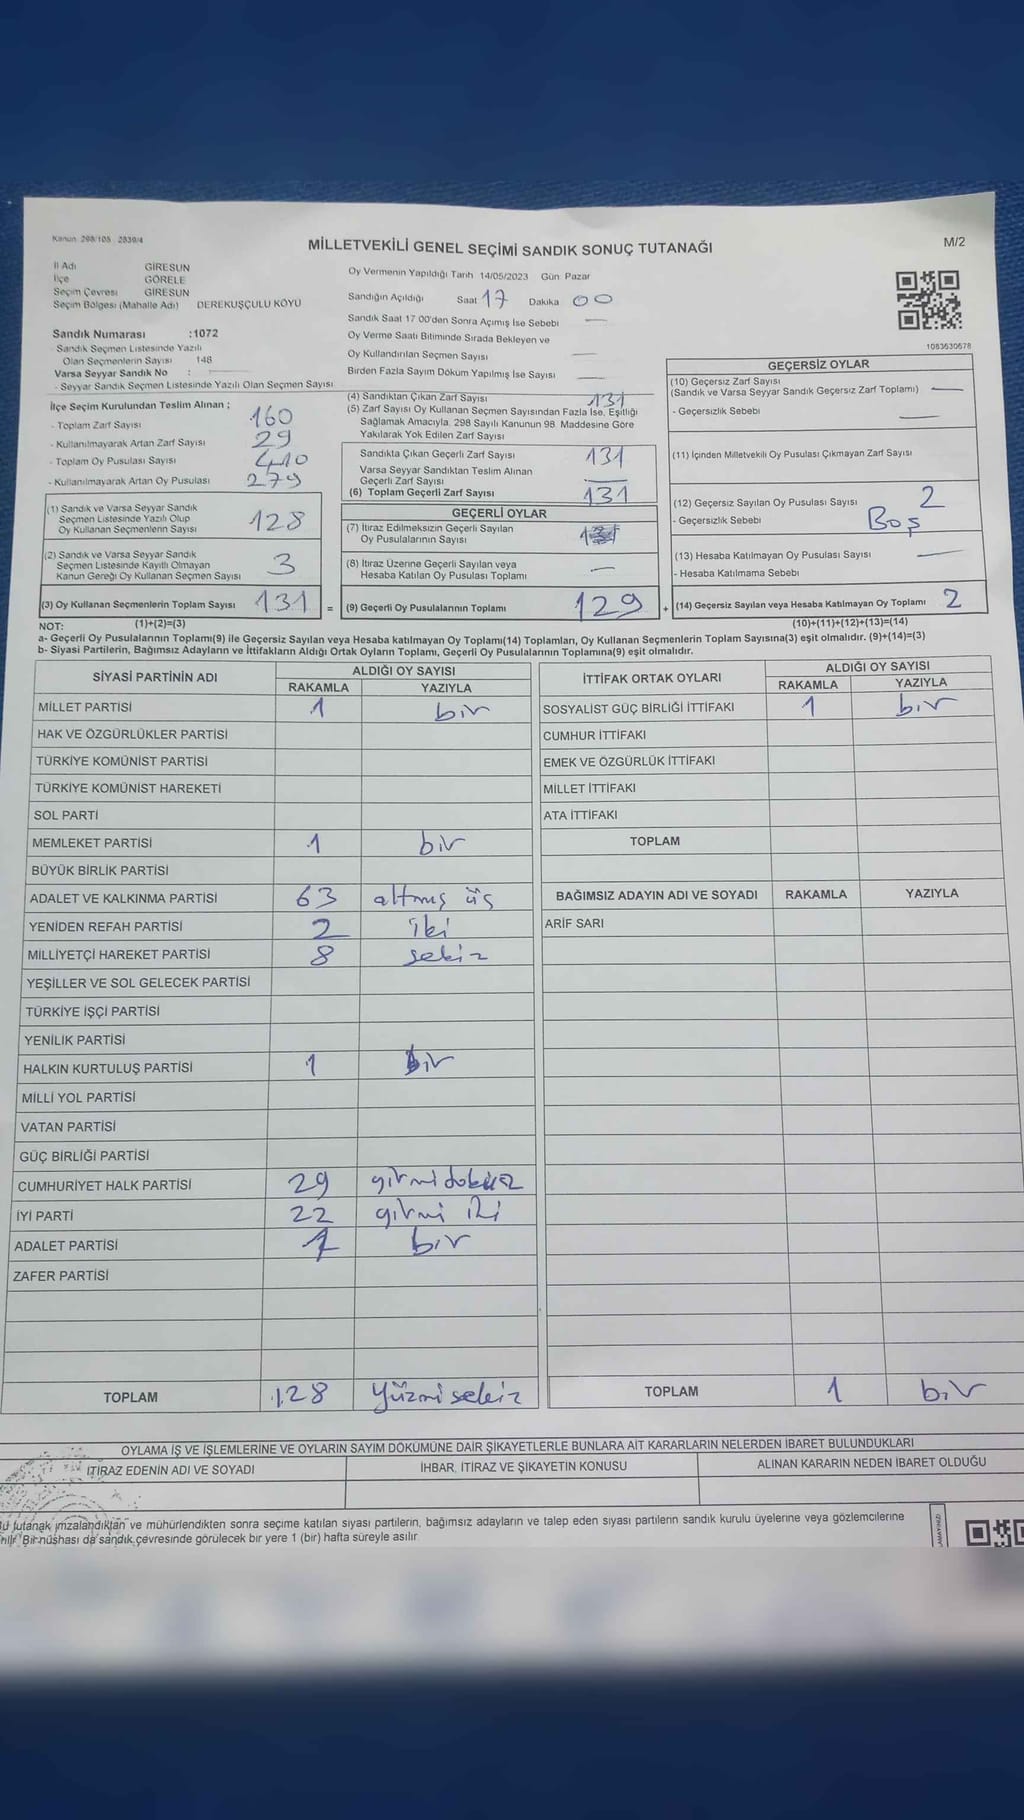 Kanun 298/105 2839/4
MİLLETVEKİLİ GENEL SEÇİMİ SANDIK SONUÇ TUTANAĞI
M/2
İl Adı GİRESUN
İlçe GÖRELE
Seçim Çevresi GİRESUN
Seçim Bölgesi (Mahalle Adı) DEREKUŞÇULU KÖYÜ
Sandık Numarası :1072
Sandık Seçmen Listesinde Yazılı
Olan Seçmenlerin Sayısı 148
Varsa Seyyar Sandık No :
- Seyyar Sandık Seçmen Listesinde Yazılı Olan Seçmen Sayısı
İlçe Seçim Kurulundan Teslim Alınan ;
- Toplam Zarf Sayısı 160
- Kullanılmayarak Artan Zarf Sayısı 29
- Toplam Oy Pusulası Sayısı 410
- Kullanılmayarak Artan Oy Pusulası 279
(1) Sandık ve Varsa Seyyar Sandık
Seçmen Listesinde Yazılı Olup
Oy Kullanan Seçmenlerin Sayısı 128
(2) Sandık ve Varsa Seyyar Sandık
Seçmen Listesinde Kayıtlı Olmayan
Kanun Gereği Oy Kullanan Seçmen Sayısı 3
(3) Oy Kullanan Seçmenlerin Toplam Sayısı 131 =
Oy Vermenin Yapıldığı Tarih 14/05/2023 Gün Pazar
Sandığın Açıldığı Saat 17 Dakika 00
Sandık Saat 17 00'den Sonra Açımış İse Sebebi —
Oy Verme Saati Bitiminde Sırada Bekleyen ve
Oy Kullandırılan Seçmen Sayısı —
Birden Fazla Sayım Döküm Yapılmış İse Sayısı —
(4) Sandıktan Çıkan Zarf Sayısı 131
(5) Zarf Sayısı Oy Kullanan Seçmen Sayısından Fazla İse, Eşitliği
Sağlamak Amacıyla, 298 Sayılı Kanunun 98. Maddesine Göre
Yakılarak Yok Edilen Zarf Sayısı
Sandıkta Çıkan Geçerli Zarf Sayısı 131
Varsa Seyyar Sandıktan Teslim Alınan
Geçerli Zarf Sayısı —
(6) Toplam Geçerli Zarf Sayısı 131
GEÇERLİ OYLAR
(7) İtiraz Edilmeksizin Geçerli Sayılan
Oy Pusulalarının Sayısı
(8) İtiraz Üzerine Geçerli Sayılan veya
Hesaba Katılan Oy Pusulası Toplamı —
(9) Geçerli Oy Pusulalarının Toplamı 129 +
1063630678
GEÇERSİZ OYLAR
(10) Geçersiz Zarf Sayısı
(Sandık ve Varsa Seyyar Sandık Geçersiz Zarf Toplamı) —
- Geçersizlik Sebebi —
(11) İçinden Milletvekili Oy Pusulası Çıkmayan Zarf Sayısı
(12) Geçersiz Sayılan Oy Pusulası Sayısı 2
- Geçersizlik Sebebi Boş
(13) Hesaba Katılmayan Oy Pusulası Sayısı —
- Hesaba Katılmama Sebebi
(14) Geçersiz Sayılan veya Hesaba Katılmayan Oy Toplamı 2
NOT: (1)+(2)=(3) (10)+(11)+(12)+(13)=(14)
a- Geçerli Oy Pusulalarının Toplamı(9) ile Geçersiz Sayılan veya Hesaba katılmayan Oy Toplamı(14) Toplamları, Oy Kullanan Seçmenlerin Toplam Sayısına(3) eşit olmalıdır. (9)+(14)=(3)
b- Siyasi Partilerin, Bağımsız Adayların ve İttifakların Aldığı Ortak Oyların Toplamı, Geçerli Oy Pusulalarının Toplamına(9) eşit olmalıdır.
SİYASİ PARTİNİN ADI ALDIĞI OY SAYISI
RAKAMLA YAZIYLA
MİLLET PARTİSİ 1 bir
HAK VE ÖZGÜRLÜKLER PARTİSİ
TÜRKİYE KOMÜNİST PARTİSİ
TÜRKİYE KOMÜNİST HAREKETİ
SOL PARTİ
MEMLEKET PARTİSİ 1 bir
BÜYÜK BİRLİK PARTİSİ
ADALET VE KALKINMA PARTİSİ 63 altmış üç
YENİDEN REFAH PARTİSİ 2 iki
MİLLİYETÇİ HAREKET PARTİSİ 8 sekiz
YEŞİLLER VE SOL GELECEK PARTİSİ
TÜRKİYE İŞÇİ PARTİSİ
YENİLİK PARTİSİ
HALKIN KURTULUŞ PARTİSİ 1 bir
MİLLİ YOL PARTİSİ
VATAN PARTİSİ
GÜÇ BİRLİĞİ PARTİSİ
CUMHURİYET HALK PARTİSİ 29 yirmidokuz
İYİ PARTİ 22 yirmi iki
ADALET PARTİSİ 1 bir
ZAFER PARTİSİ
TOPLAM 128 yüzmisekiz
İTTİFAK ORTAK OYLARI ALDIĞI OY SAYISI
RAKAMLA YAZIYLA
SOSYALİST GÜÇ BİRLİĞİ İTTİFAKI 1 bir
CUMHUR İTTİFAKI
EMEK VE ÖZGÜRLÜK İTTİFAKI
MİLLET İTTİFAKI
ATA İTTİFAKI
TOPLAM
BAĞIMSIZ ADAYIN ADI VE SOYADI RAKAMLA YAZIYLA
ARİF SARI
TOPLAM 1 bir
OYLAMA İŞ VE İŞLEMLERİNE VE OYLARIN SAYIM DÖKÜMÜNE DAİR ŞİKAYETLERLE BUNLARA AİT KARARLARIN NELERDEN İBARET BULUNDUKLARI
İTİRAZ EDENİN ADI VE SOYADI İHBAR, İTİRAZ VE ŞİKAYETİN KONUSU ALINAN KARARIN NEDEN İBARET OLDUĞU
Bu tutanak imzalandıktan ve mühürlendikten sonra seçime katılan siyasi partilerin, bağımsız adayların ve talep eden siyasi partilerin sandık kurulu üyelerine veya gözlemcilerine
Bir nüshası da sandık çevresinde görülecek bir yere 1 (bir) hafta süreyle asılır